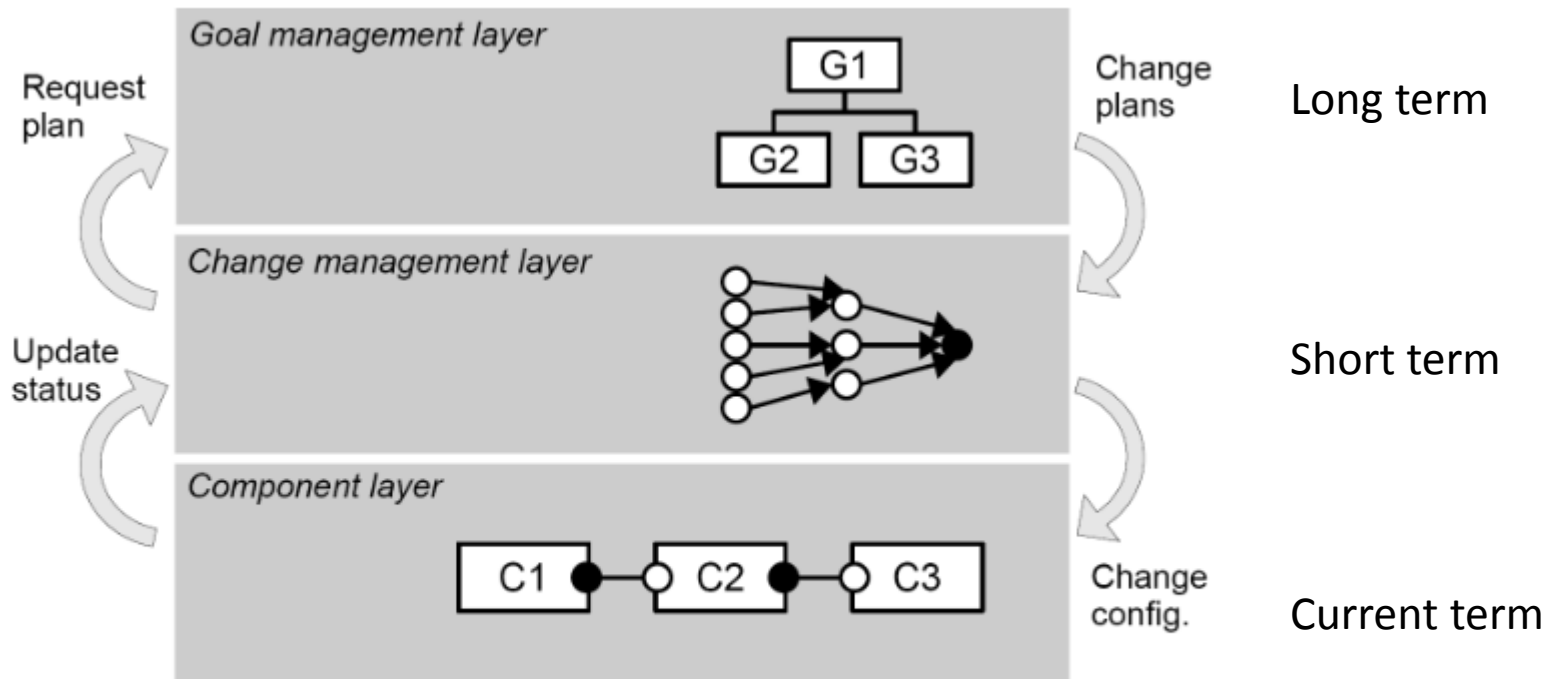 Goal management layer
G1
G2
G3
Request
plan
Change
plans
Long term
Change management layer
Update
status
Short term
Component layer
C1
C2
C3
Change
config.
Current term